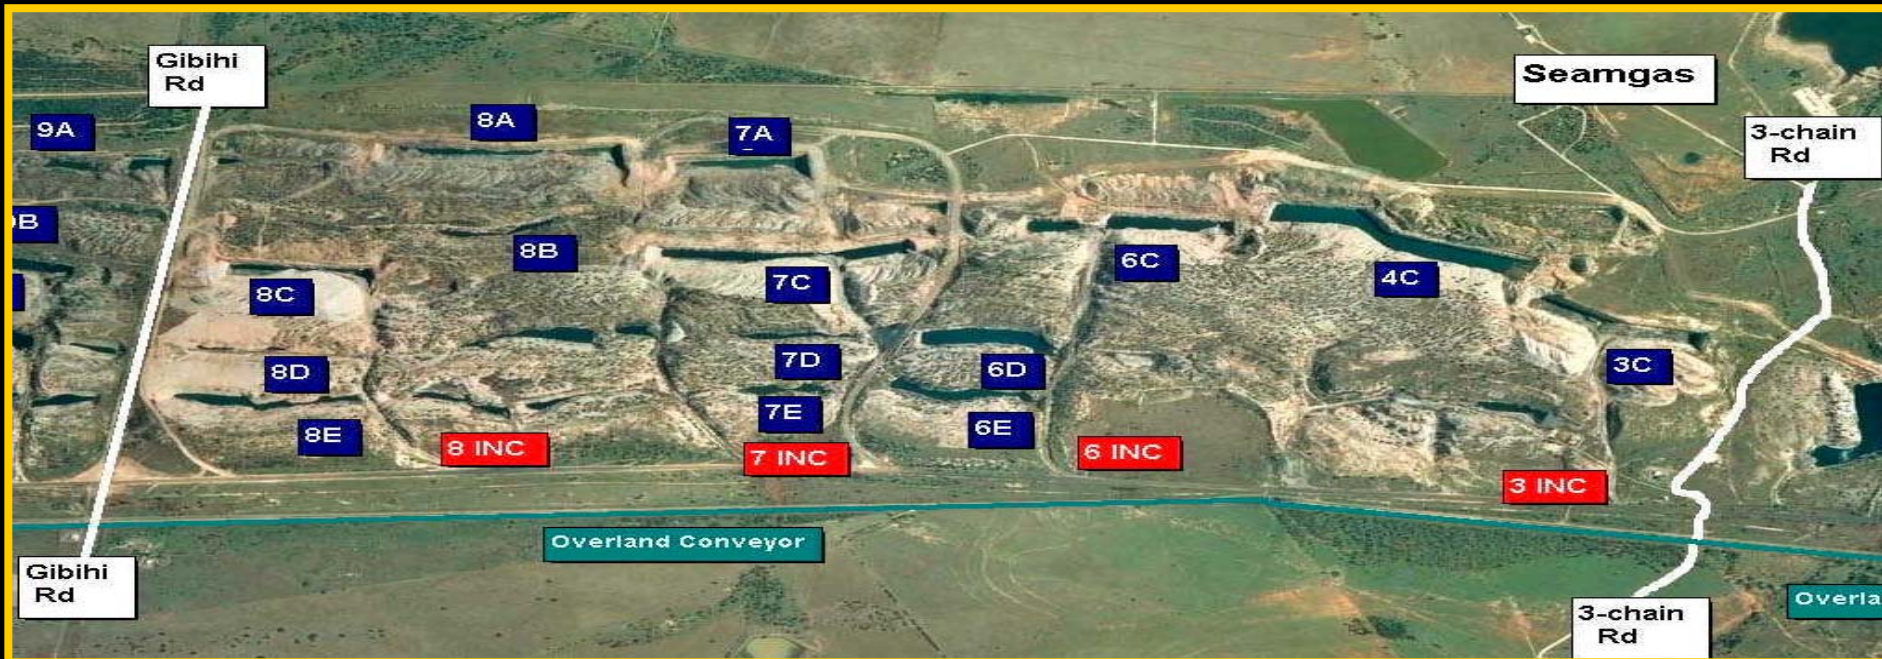 Gibihi
Rd
Seamgas
8A
9A
7A
3-chain
Rd
8B
6C
7C
4C
8C
7D
6D
3C
8D
7E
6E
8E
8 INC
7 INC
6 INC
3 INC
Overland Conveyor
Gibihi
Rd
3-chain
Rd